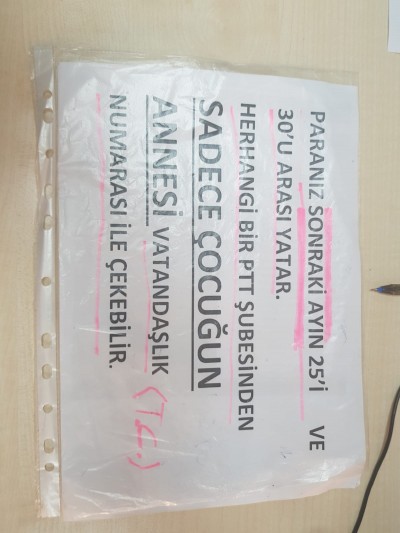 PARANIZ SONRAKİ AYIN 25'İ VE
30'U ARASI YATAR.
HERHANGİ BİR PTT ŞUBESİNDEN
SADECE ÇOCUĞUN
ANNESİ VATANDAŞLIK (T.C.)
NUMARASI İLE ÇEKEBİLİR.